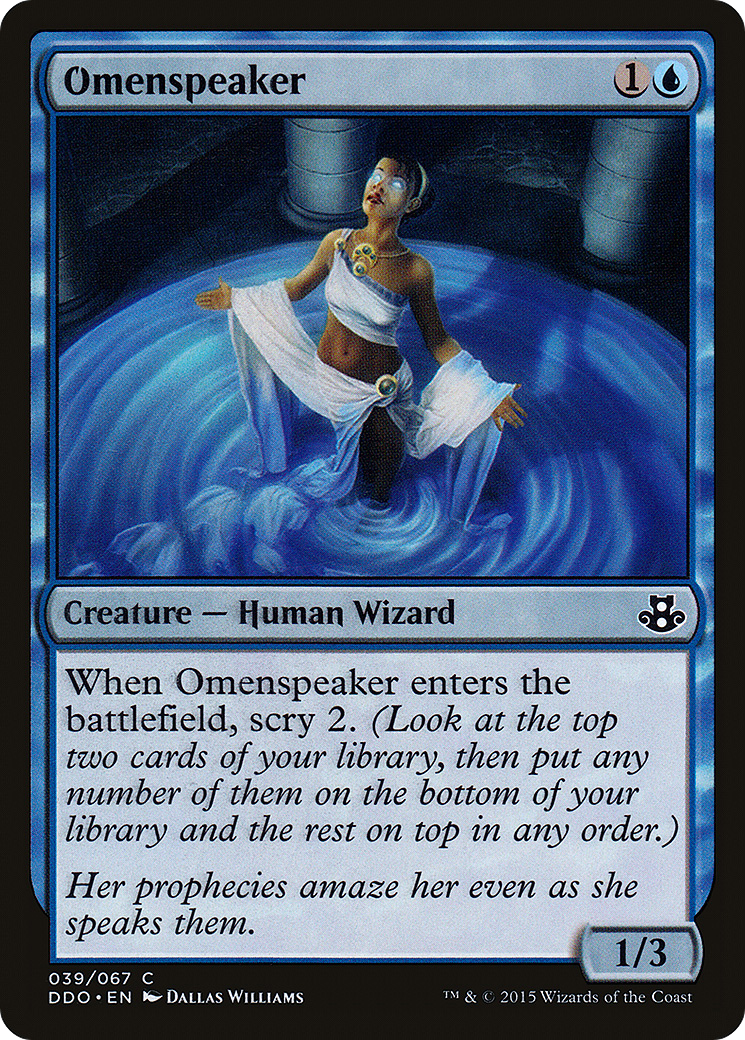 Omenspeaker 1
Creature — Human Wizard
When Omenspeaker enters the
battlefield, scry 2. (Look at the top
two cards of your library, then put any
number of them on the bottom of your
library and the rest on top in any order.)
Her prophecies amaze her even as she
speaks them.
1/3
039/067 C
DDO • EN Dallas Williams
™ & © 2015 Wizards of the Coast